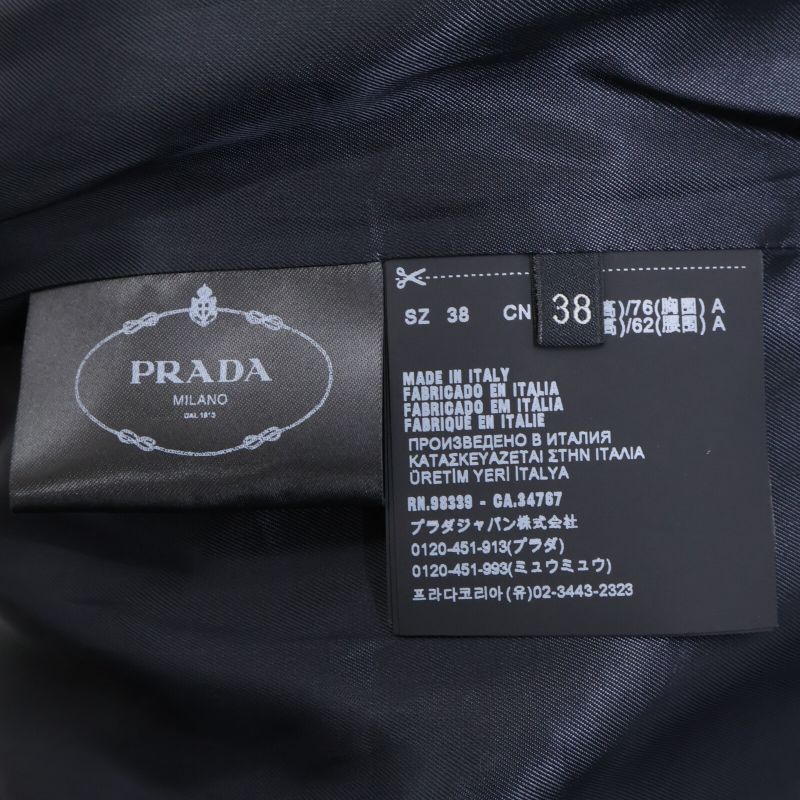 PRADA
MILANO
DAL 1913
SZ 38 CN 38 高)/76(胸围) A
高)/62(腰围) A
MADE IN ITALY
FABRICADO EN ITALIA
FABRICADO EM ITÁLIA
FABRIQUÉ EN ITALIE
ПРОИЗВЕДЕНО В ИТАЛИЯ
ΚΑΤΑΣΚΕΥΑΖΕΤΑΙ ΣΤΗΝ ΙΤΑΛΙΑ
ÜRETİM YERİ İTALYA
RN.98339 - CA.34767
プラダジャパン株式会社
0120-451-913(プラダ)
0120-451-993(ミュウミュウ)
프라다코리아(유)02-3443-2323